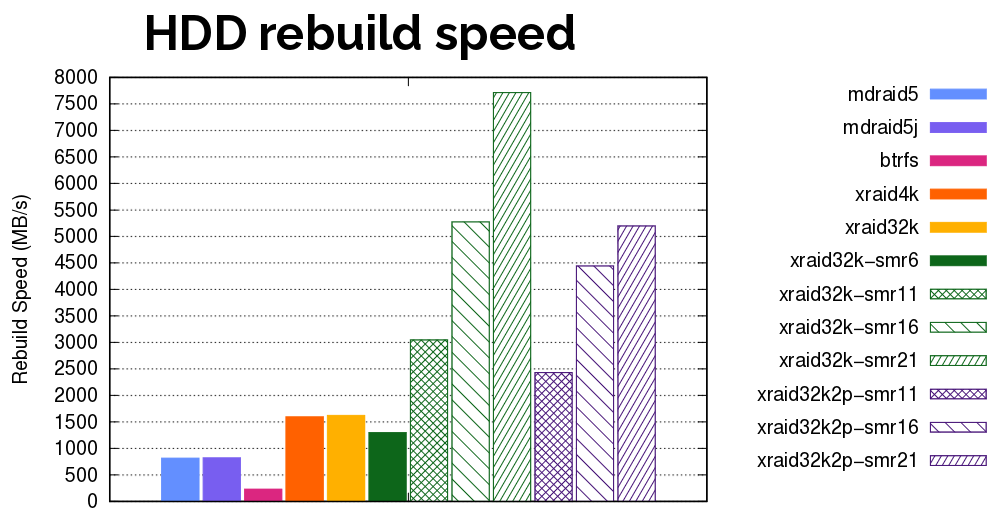 HDD rebuild speed
Rebuild Speed (MB/s)
8000
7500
7000
6500
6000
5500
5000
4500
4000
3500
3000
2500
2000
1500
1000
500
0
mdraid5
mdraid5j
btrfs
xraid4k
xraid32k
xraid32k−smr6
xraid32k−smr11
xraid32k−smr16
xraid32k−smr21
xraid32k2p−smr11
xraid32k2p−smr16
xraid32k2p−smr21